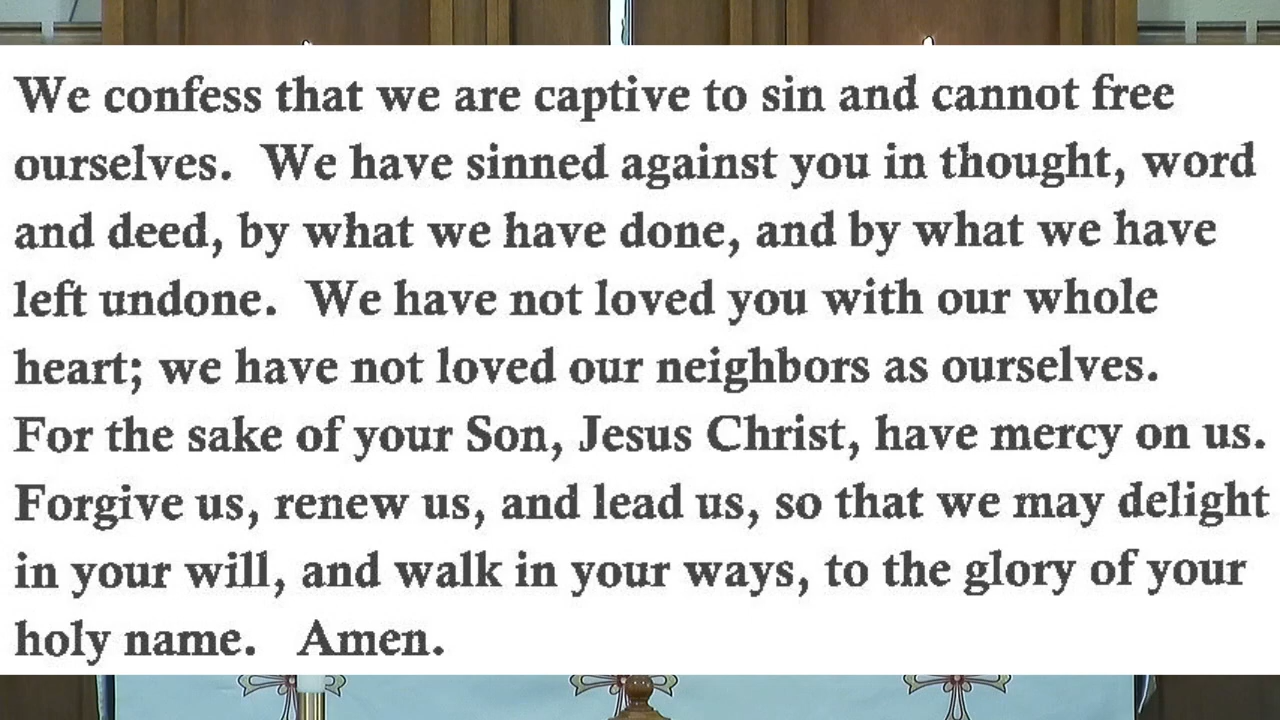 We confess that we are captive to sin and cannot free
ourselves.  We have sinned against you in thought, word
and deed, by what we have done, and by what we have
left undone.  We have not loved you with our whole
heart; we have not loved our neighbors as ourselves.
For the sake of your Son, Jesus Christ, have mercy on us.
Forgive us, renew us, and lead us, so that we may delight
in your will, and walk in your ways, to the glory of your
holy name.   Amen.